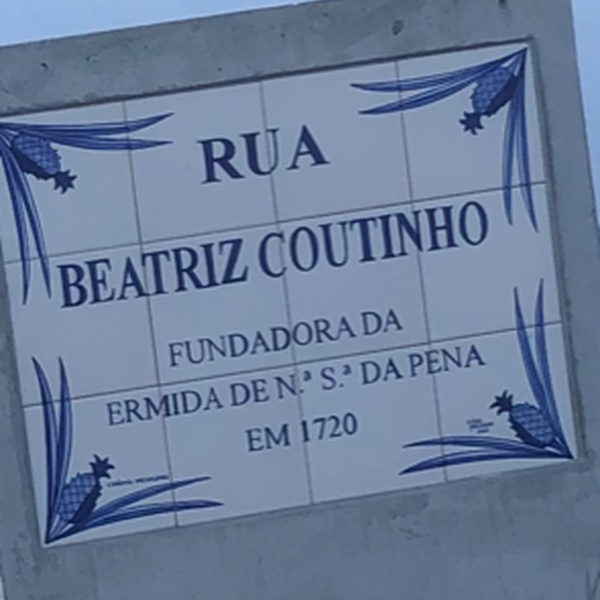 RUA
BEATRIZ COUTINHO
FUNDADORA DA
ERMIDA DE N.ª S.ª DA PENA
EM 1720